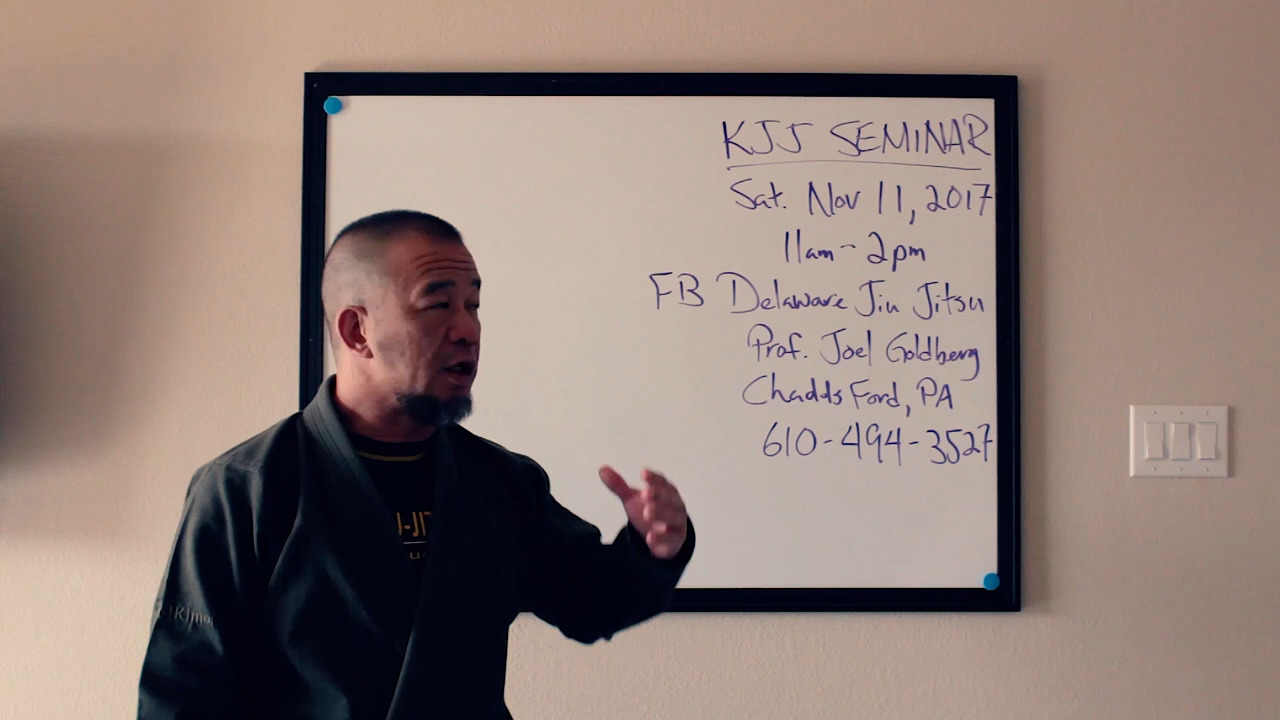 KJJ SEMINAR
Sat. Nov 11, 2017
11am - 2pm
FB Delaware Jiu Jitsu
Prof. Joel Goldberg
Chadds Ford, PA
610-494-3527